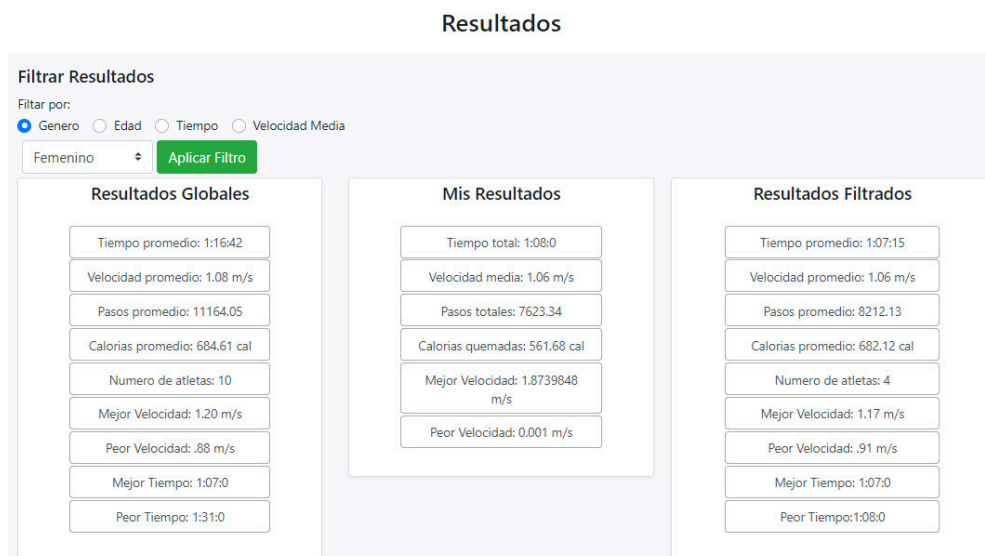 Resultados
Filtrar Resultados
Filtar por:
Genero Edad Tiempo Velocidad Media
Femenino Aplicar Filtro
Resultados Globales
Tiempo promedio: 1:16:42
Velocidad promedio: 1.08 m/s
Pasos promedio: 11164.05
Calorias promedio: 684.61 cal
Numero de atletas: 10
Mejor Velocidad: 1.20 m/s
Peor Velocidad: .88 m/s
Mejor Tiempo: 1:07:0
Peor Tiempo: 1:31:0
Mis Resultados
Tiempo total: 1:08:0
Velocidad media: 1.06 m/s
Pasos totales: 7623.34
Calorias quemadas: 561.68 cal
Mejor Velocidad: 1.8739848
m/s
Peor Velocidad: 0.001 m/s
Resultados Filtrados
Tiempo promedio: 1:07:15
Velocidad promedio: 1.06 m/s
Pasos promedio: 8212.13
Calorias promedio: 682.12 cal
Numero de atletas: 4
Mejor Velocidad: 1.17 m/s
Peor Velocidad: .91 m/s
Mejor Tiempo: 1:07:0
Peor Tiempo:1:08:0